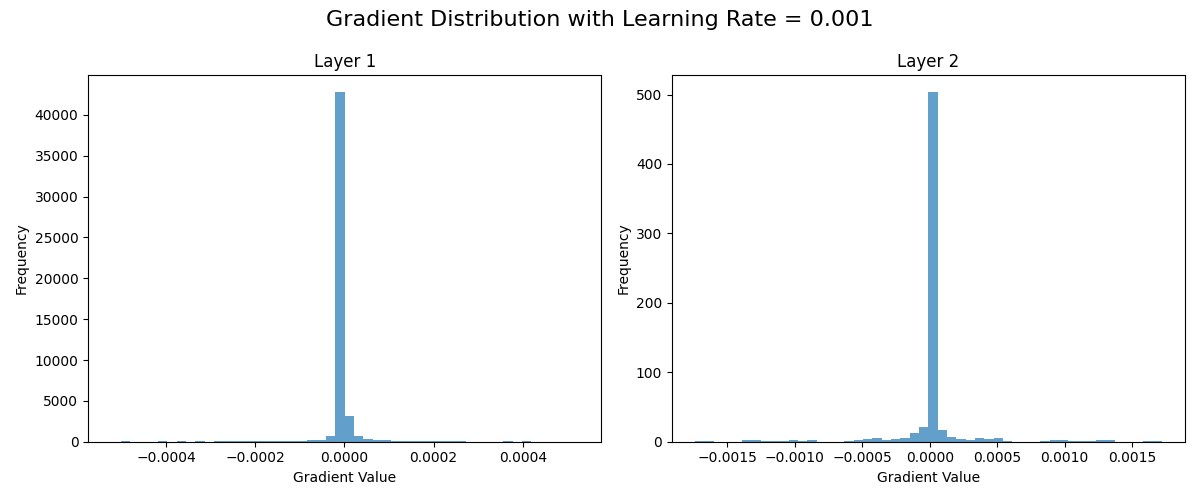 Gradient Distribution with Learning Rate = 0.001
Layer 1
Frequency
40000
35000
30000
25000
20000
15000
10000
5000
0
−0.0004 −0.0002 0.0000 0.0002 0.0004
Gradient Value
Layer 2
Frequency
500
400
300
200
100
0
−0.0015 −0.0010 −0.0005 0.0000 0.0005 0.0010 0.0015
Gradient Value